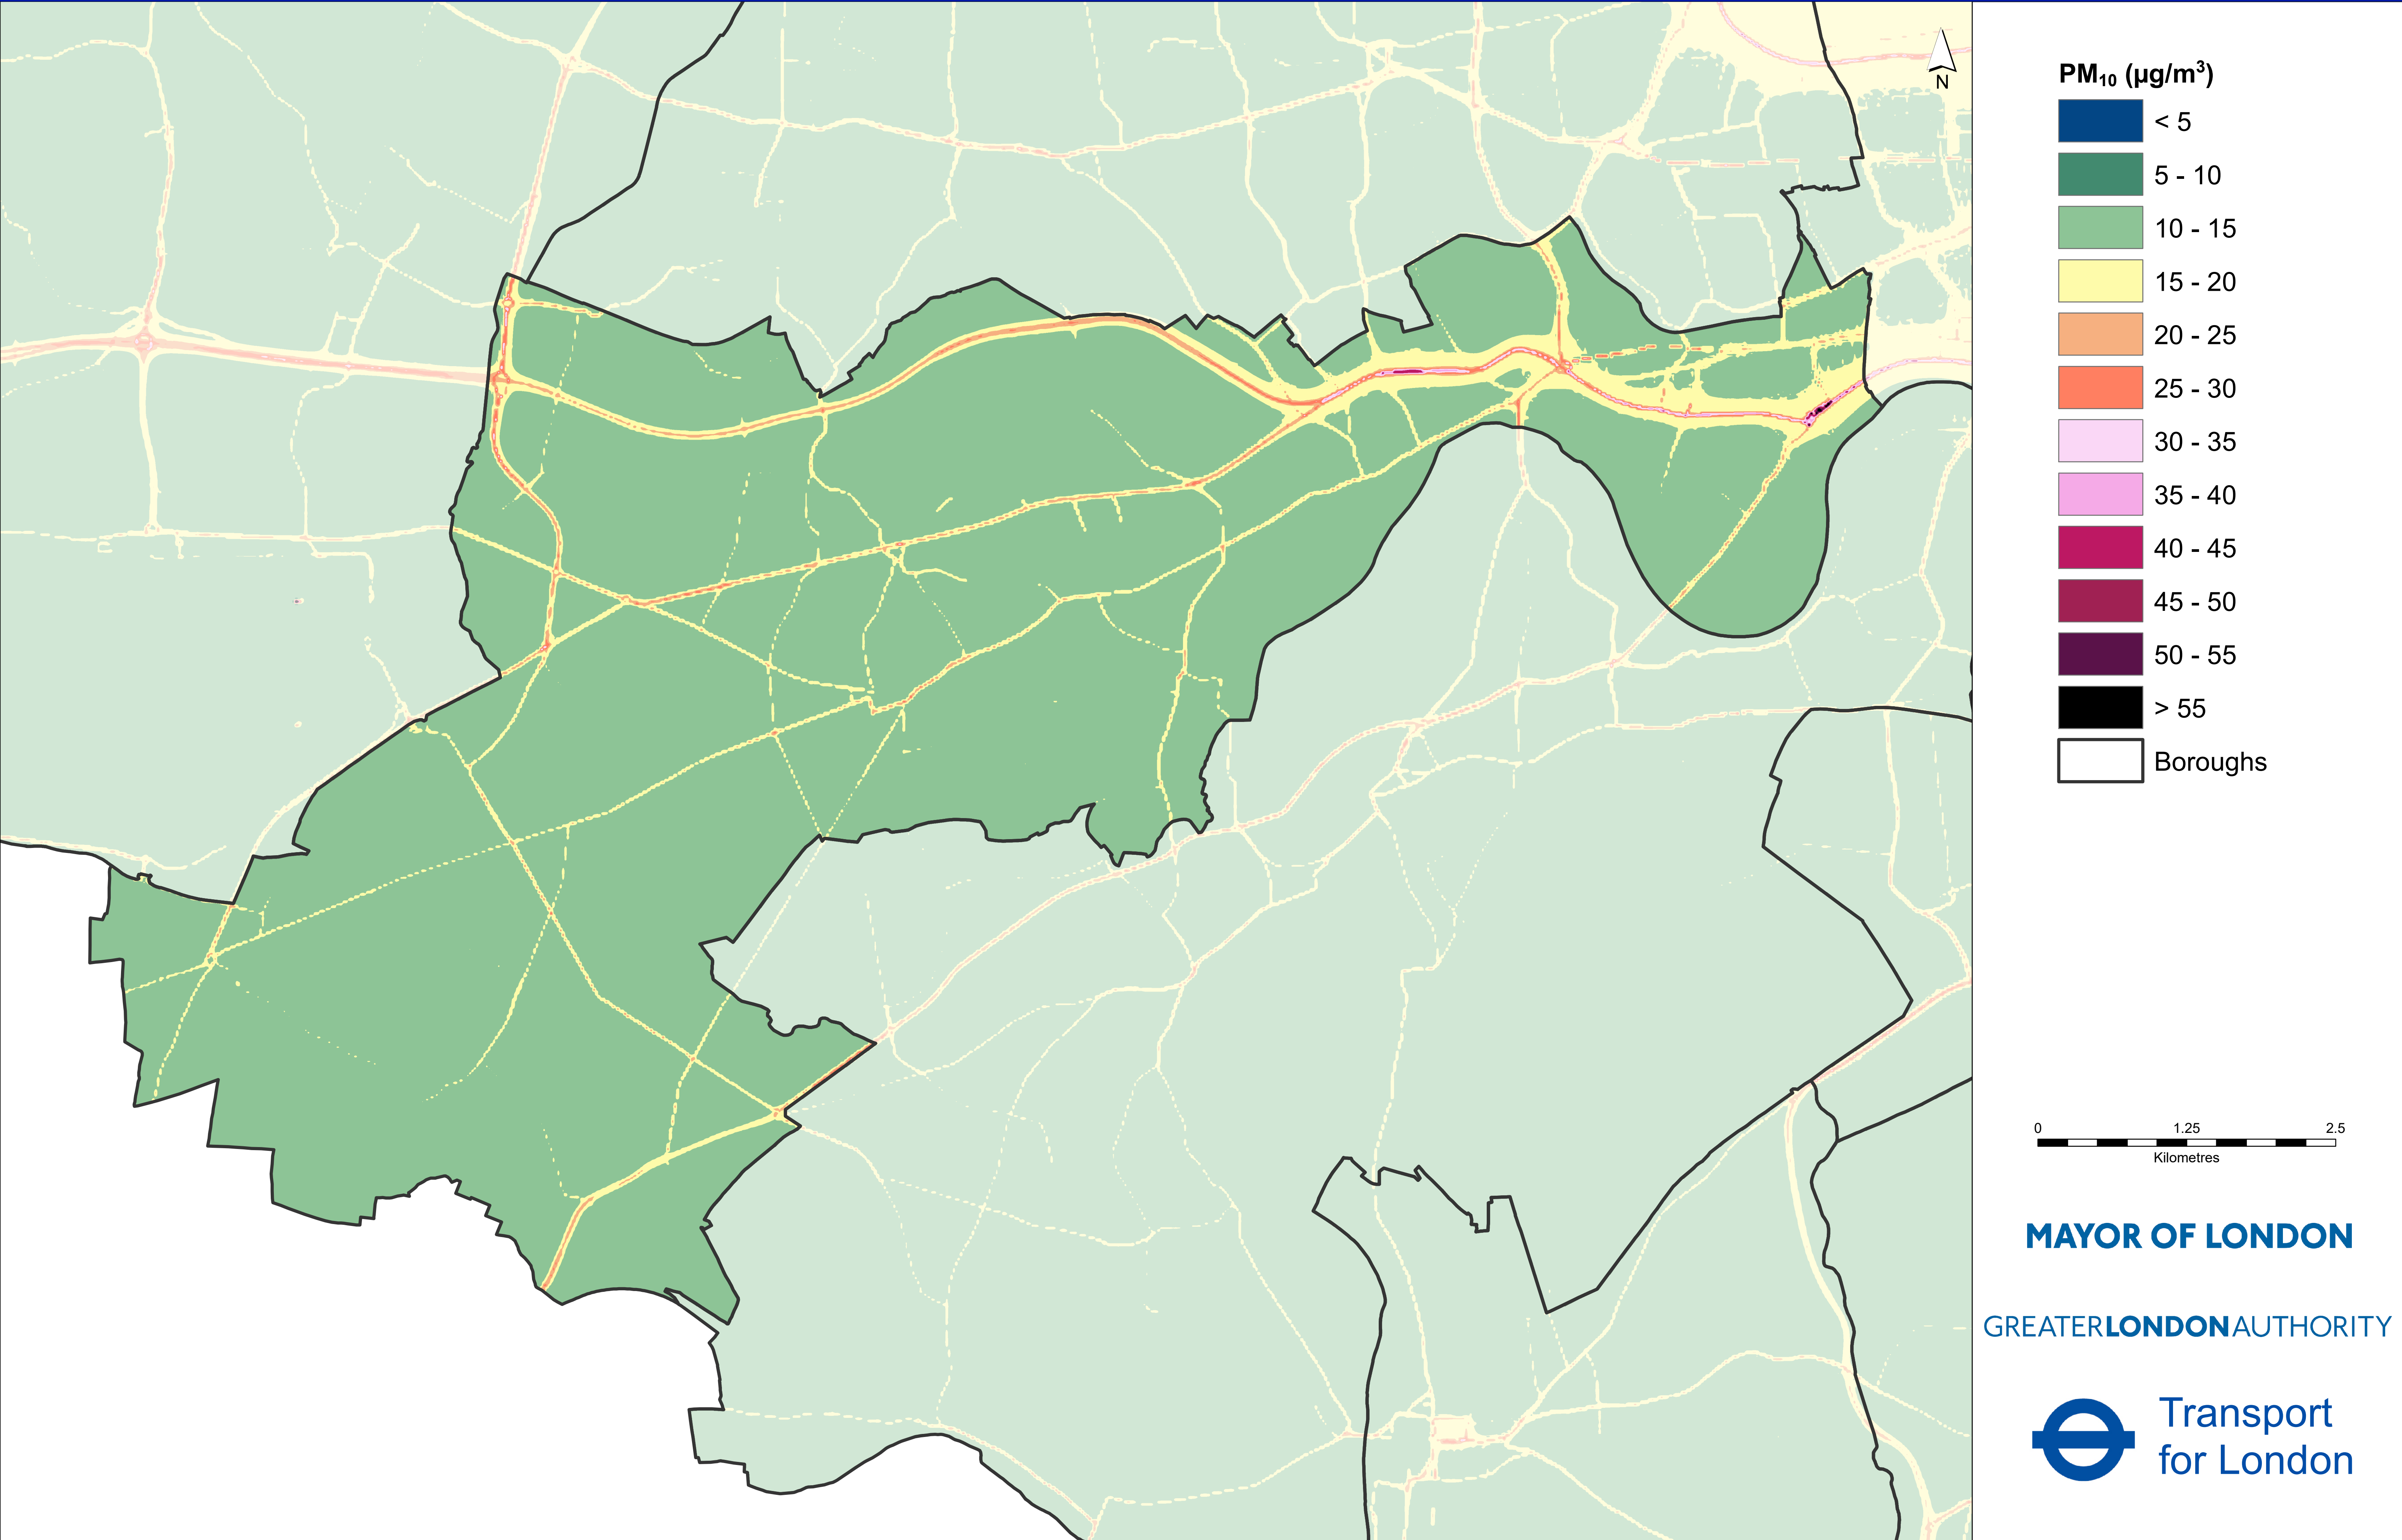 N
PM₁₀ (µg/m³)
< 5
5 - 10
10 - 15
15 - 20
20 - 25
25 - 30
30 - 35
35 - 40
40 - 45
45 - 50
50 - 55
> 55
Boroughs
0 1.25 2.5
Kilometres
MAYOR OF LONDON
GREATERLONDONAUTHORITY
Transport
for London